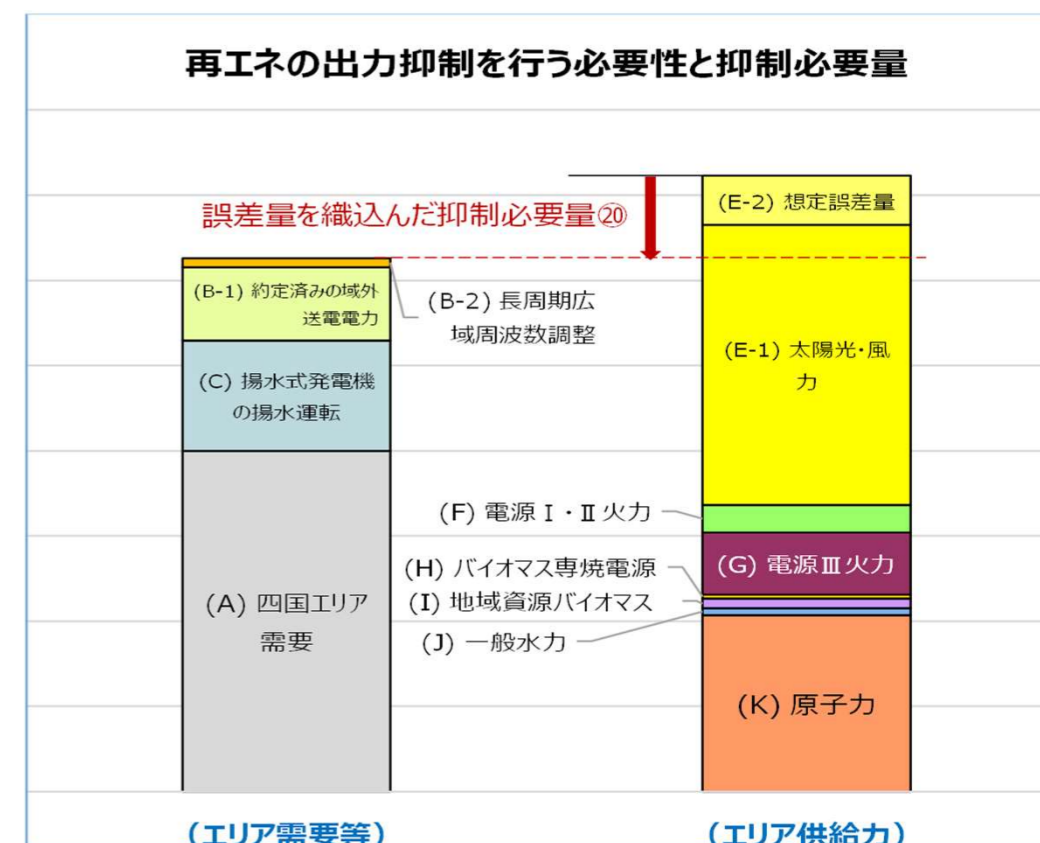 再エネの出力抑制を行う必要性と抑制必要量
誤差量を織込んだ抑制必要量⑳
(B-1) 約定済みの域外
送電電力
(B-2) 長周期広
域周波数調整
(C) 揚水式発電機
の揚水運転
(A) 四国エリア
需要
(E-2) 想定誤差量
(E-1) 太陽光・風
力
(F) 電源Ⅰ・Ⅱ火力
(G) 電源Ⅲ火力
(H) バイオマス専焼電源
(I) 地域資源バイオマス
(J) 一般水力
(K) 原子力
(エリア需要等)
(エリア供給力)